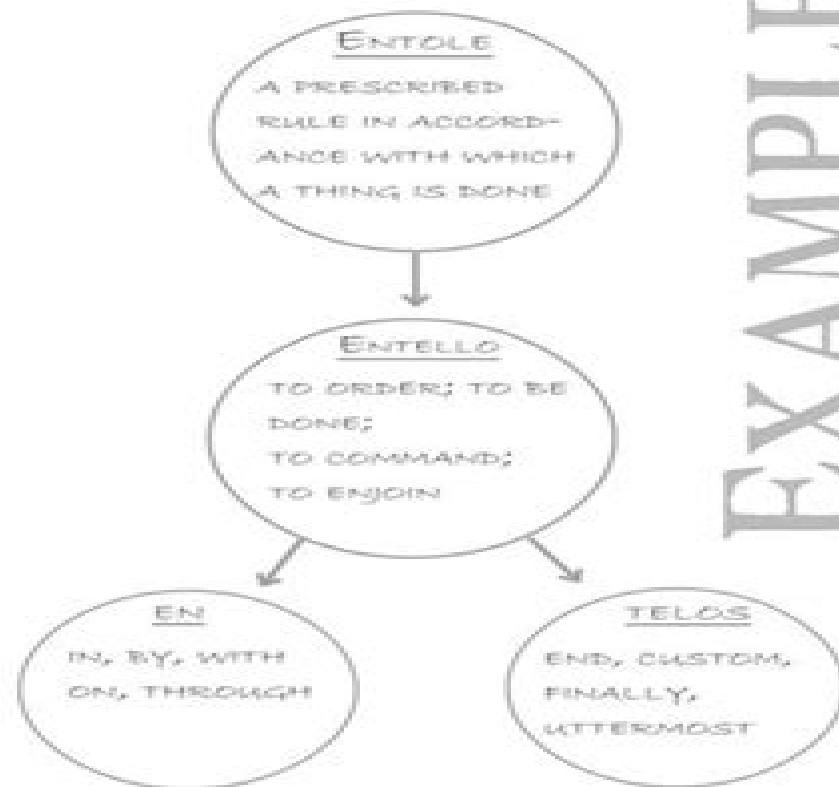 ENTOLE
A PRESCRIBED
RULE IN ACCORD-
ANCE WITH WHICH
A THING IS DONE
ENTELLO
TO ORDER; TO BE
DONE;
TO COMMAND;
TO ENJOIN
EN
IN, BY, WITH
ON, THROUGH
TELOS
END, CUSTOM,
FINALLY,
UTTERMOST
EXAMPLE